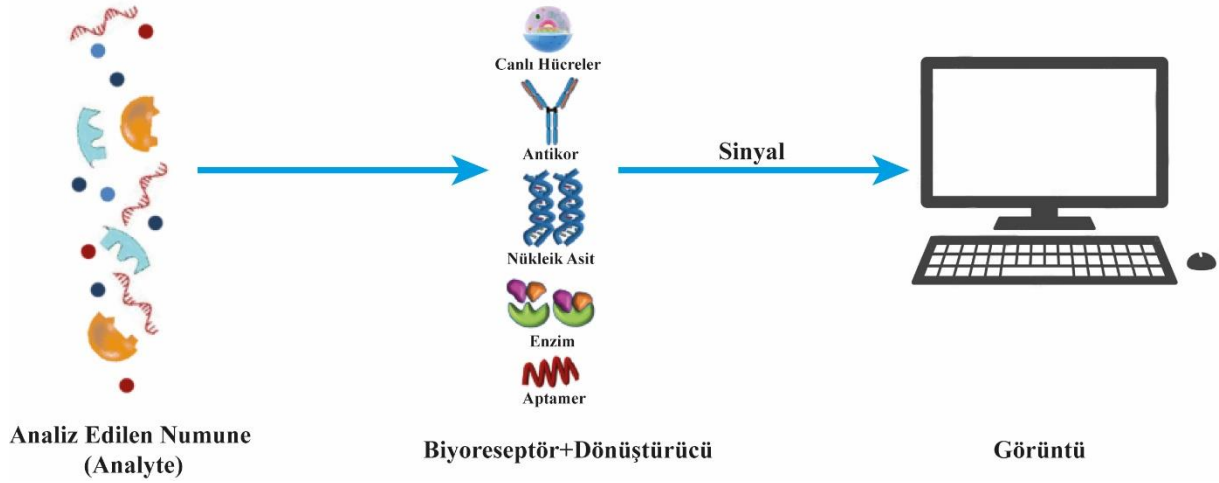 Canlı Hücreler
Antikor
Sinyal
Nükleik Asit
Enzim
Aptamer
Analiz Edilen Numune
(Analyte)
Biyoreseptör+Dönüştürücü
Görüntü